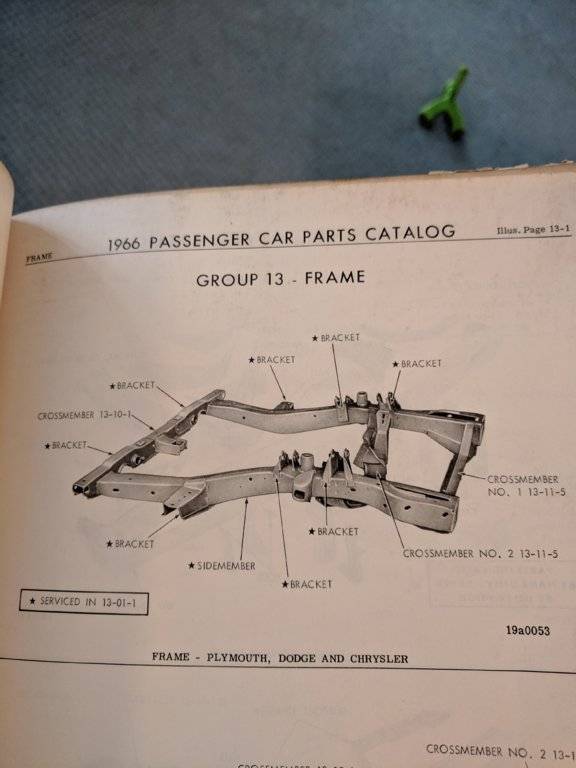 FRAME
1966 PASSENGER CAR PARTS CATALOG
Illus. Page 13-1
GROUP 13 - FRAME
★ BRACKET
★ BRACKET
★ BRACKET
★ BRACKET
CROSSMEMBER 13-10-1
★ BRACKET
CROSSMEMBER
NO. 1 13-11-5
★ BRACKET
★ BRACKET
CROSSMEMBER NO. 2 13-11-5
★ SIDEMEMBER
★ BRACKET
★ SERVICED IN 13-01-1
19a0053
FRAME - PLYMOUTH, DODGE AND CHRYSLER
CROSSMEMBER NO. 2 13-1